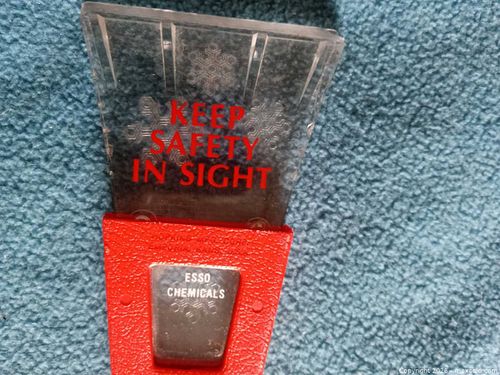 KEEP
SAFETY
IN SIGHT
ESSO
CHEMICALS